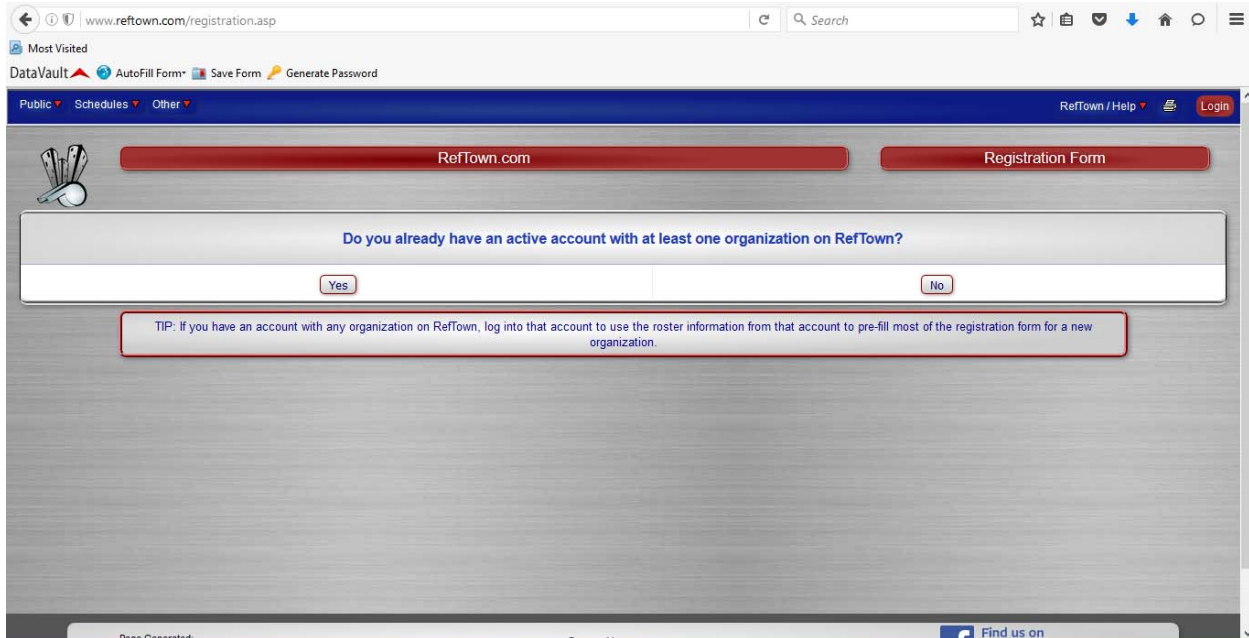 www.reftown.com/registration.asp
Search
Most Visited
DataVault AutoFill Form Save Form Generate Password
Public Schedules Other RefTown / Help Login
RefTown.com Registration Form
Do you already have an active account with at least one organization on RefTown?
Yes No
TIP: If you have an account with any organization on RefTown, log into that account to use the roster information from that account to pre-fill most of the registration form for a new
organization.
Page Generated: Find us on